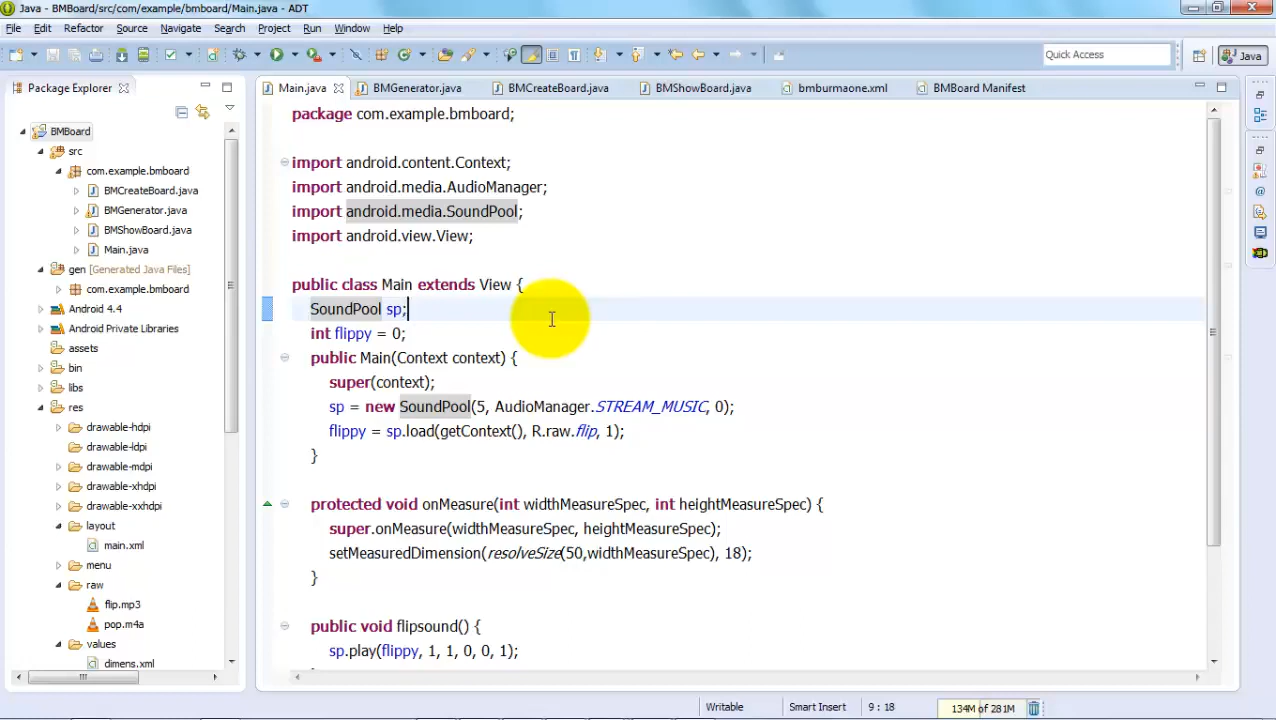 Java - BMBoard/src/com/example/bmboard/Main.java - ADT
File Edit Refactor Source Navigate Search Project Run Window Help
Quick Access
Java
Package Explorer
BMBoard
src
com.example.bmboard
BMCreateBoard.java
BMGenerator.java
BMShowBoard.java
Main.java
gen [Generated Java Files]
com.example.bmboard
Android 4.4
Android Private Libraries
assets
bin
libs
res
drawable-hdpi
drawable-ldpi
drawable-mdpi
drawable-xhdpi
drawable-xxhdpi
layout
main.xml
menu
raw
flip.mp3
pop.m4a
values
dimens.xml
Main.java BMGenerator.java BMCreateBoard.java BMShowBoard.java bmburmaone.xml BMBoard Manifest
package com.example.bmboard;
import android.content.Context;
import android.media.AudioManager;
import android.media.SoundPool;
import android.view.View;
public class Main extends View {
SoundPool sp;
int flippy = 0;
public Main(Context context) {
super(context);
sp = new SoundPool(5, AudioManager.STREAM_MUSIC, 0);
flippy = sp.load(getContext(), R.raw.flip, 1);
}
protected void onMeasure(int widthMeasureSpec, int heightMeasureSpec) {
super.onMeasure(widthMeasureSpec, heightMeasureSpec);
setMeasuredDimension(resolveSize(50,widthMeasureSpec), 18);
}
public void flipsound() {
sp.play(flippy, 1, 1, 0, 0, 1);
Writable Smart Insert 9 : 18 134M of 281M